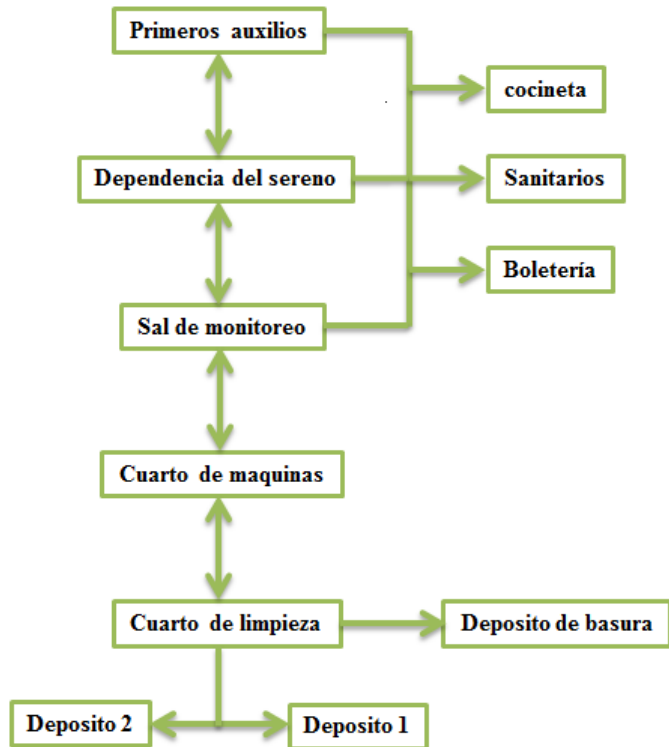 Primeros auxilios
cocineta
Dependencia del sereno
Sanitarios
Boletería
Sal de monitoreo
Cuarto de maquinas
Cuarto de limpieza
Deposito de basura
Deposito 2
Deposito 1